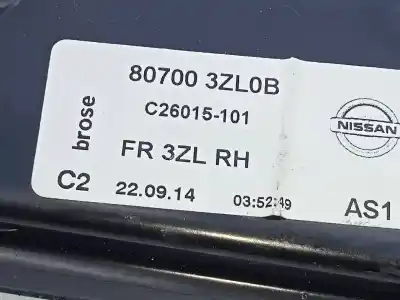 80700 3ZL0B
C26015-101
brose
NISSAN
FR 3ZL RH
C2 22.09.14 03:52:49 AS1